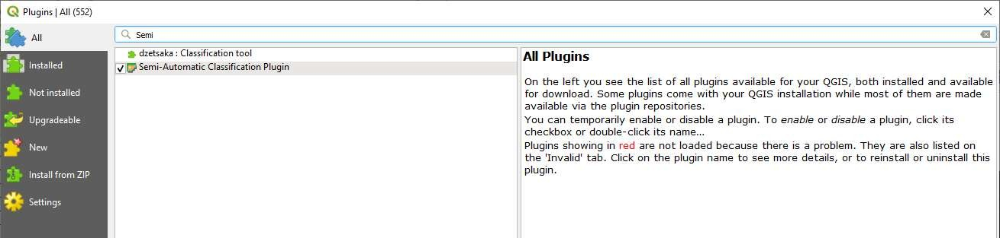 Plugins | All (552)
All
Installed
Not installed
Upgradeable
New
Install from ZIP
Settings
Semi
dzetsaka : Classification tool
Semi-Automatic Classification Plugin
All Plugins
On the left you see the list of all plugins available for your QGIS, both installed and available
for download. Some plugins come with your QGIS installation while most of them are made
available via the plugin repositories.
You can temporarily enable or disable a plugin. To enable or disable a plugin, click its
checkbox or double-click its name...
Plugins showing in red are not loaded because there is a problem. They are also listed on
the 'Invalid' tab. Click on the plugin name to see more details, or to reinstall or uninstall this
plugin.